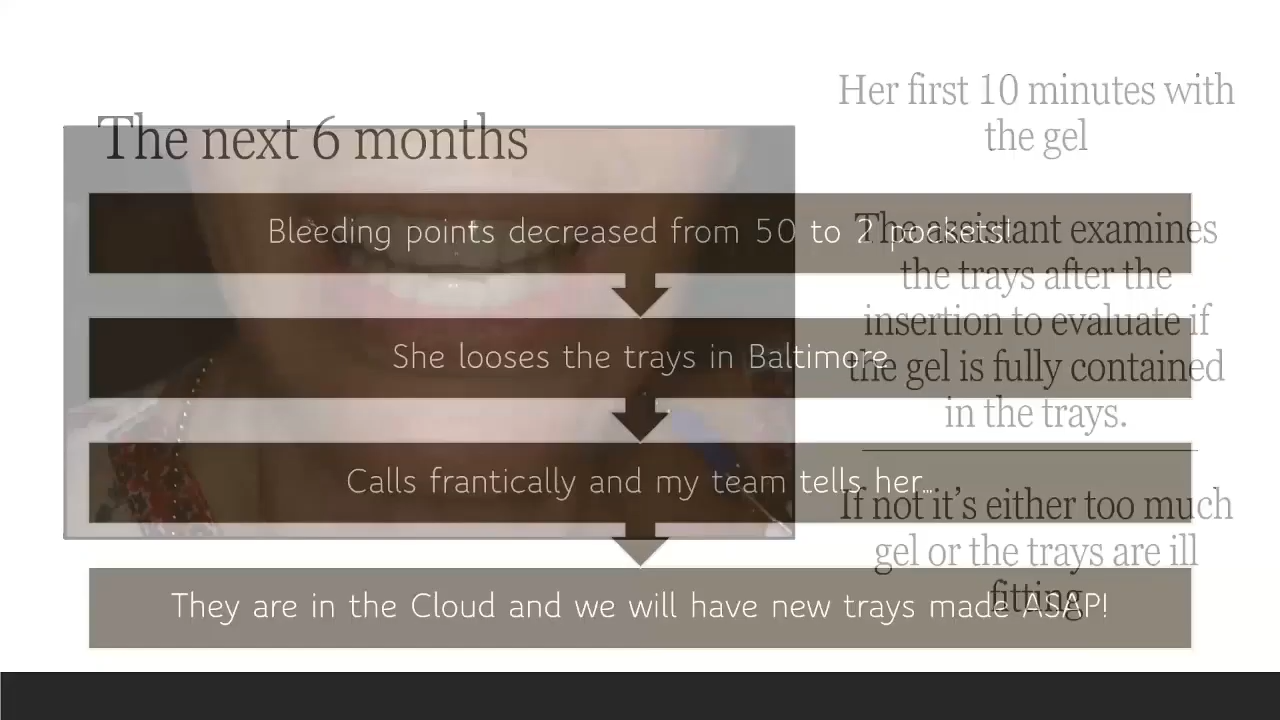 The next 6 months
Bleeding points decreased from 50 to 2 pockets!
She looses the trays in Baltimore
Calls frantically and my team tells her…
They are in the Cloud and we will have new trays made ASAP!
Her first 10 minutes with
the gel
The assistant examines
the trays after the
insertion to evaluate if
the gel is fully contained
in the trays.
If not it’s either too much
gel or the trays are ill
fitting